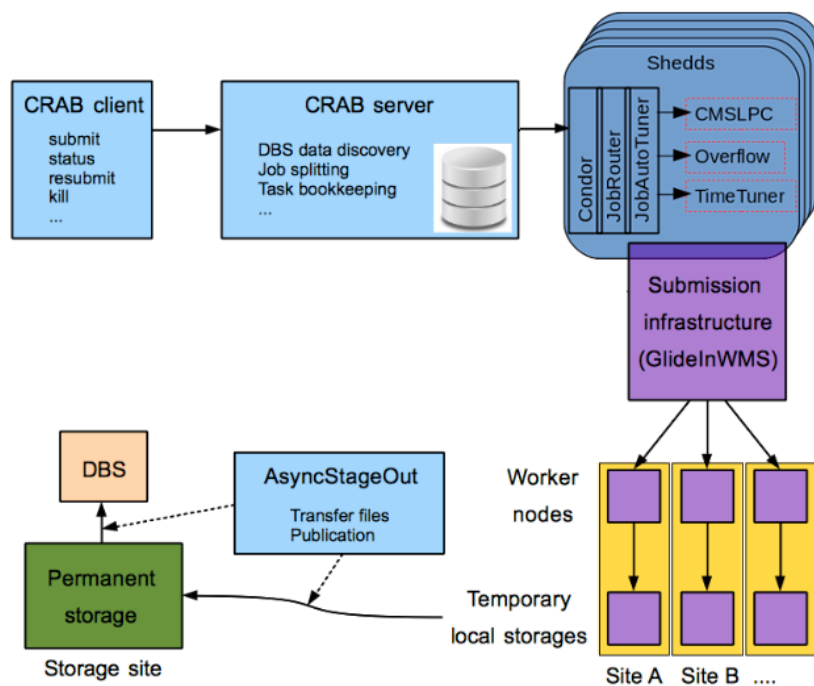 CRAB client
submit
status
resubmit
kill
...
CRAB server
DBS data discovery
Job splitting
Task bookkeeping
...
Shedds
Condor
JobRouter
JobAutoTuner
CMSLPC
Overflow
TimeTuner
Submission
infrastructure
(GlideInWMS)
DBS
AsyncStageOut
Transfer files
Publication
Worker
nodes
Permanent
storage
Temporary
local storages
Storage site
Site A
Site B
....